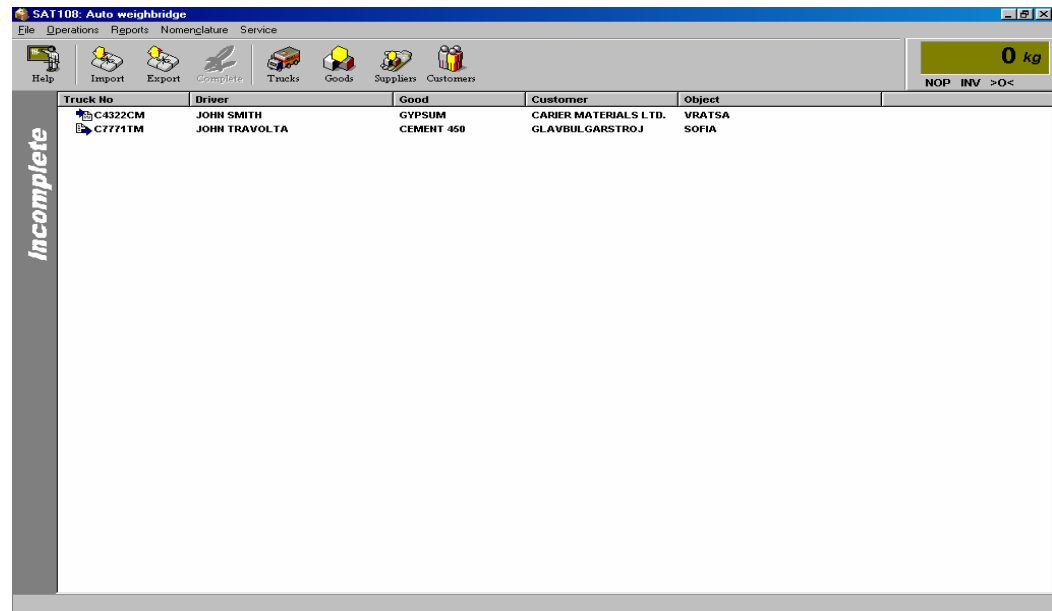 SAT108: Auto weighbridge
File Operations Reports Nomenclature Service
Help Import Export Complete Trucks Goods Suppliers Customers
0 kg
NOP INV >0<
Truck No Driver Good Customer Object
C4322CM JOHN SMITH GYPSUM CARIER MATERIALS LTD. VRATSA
C7771TM JOHN TRAVOLTA CEMENT 450 GLAVBULGARSTROJ SOFIA
Incomplete